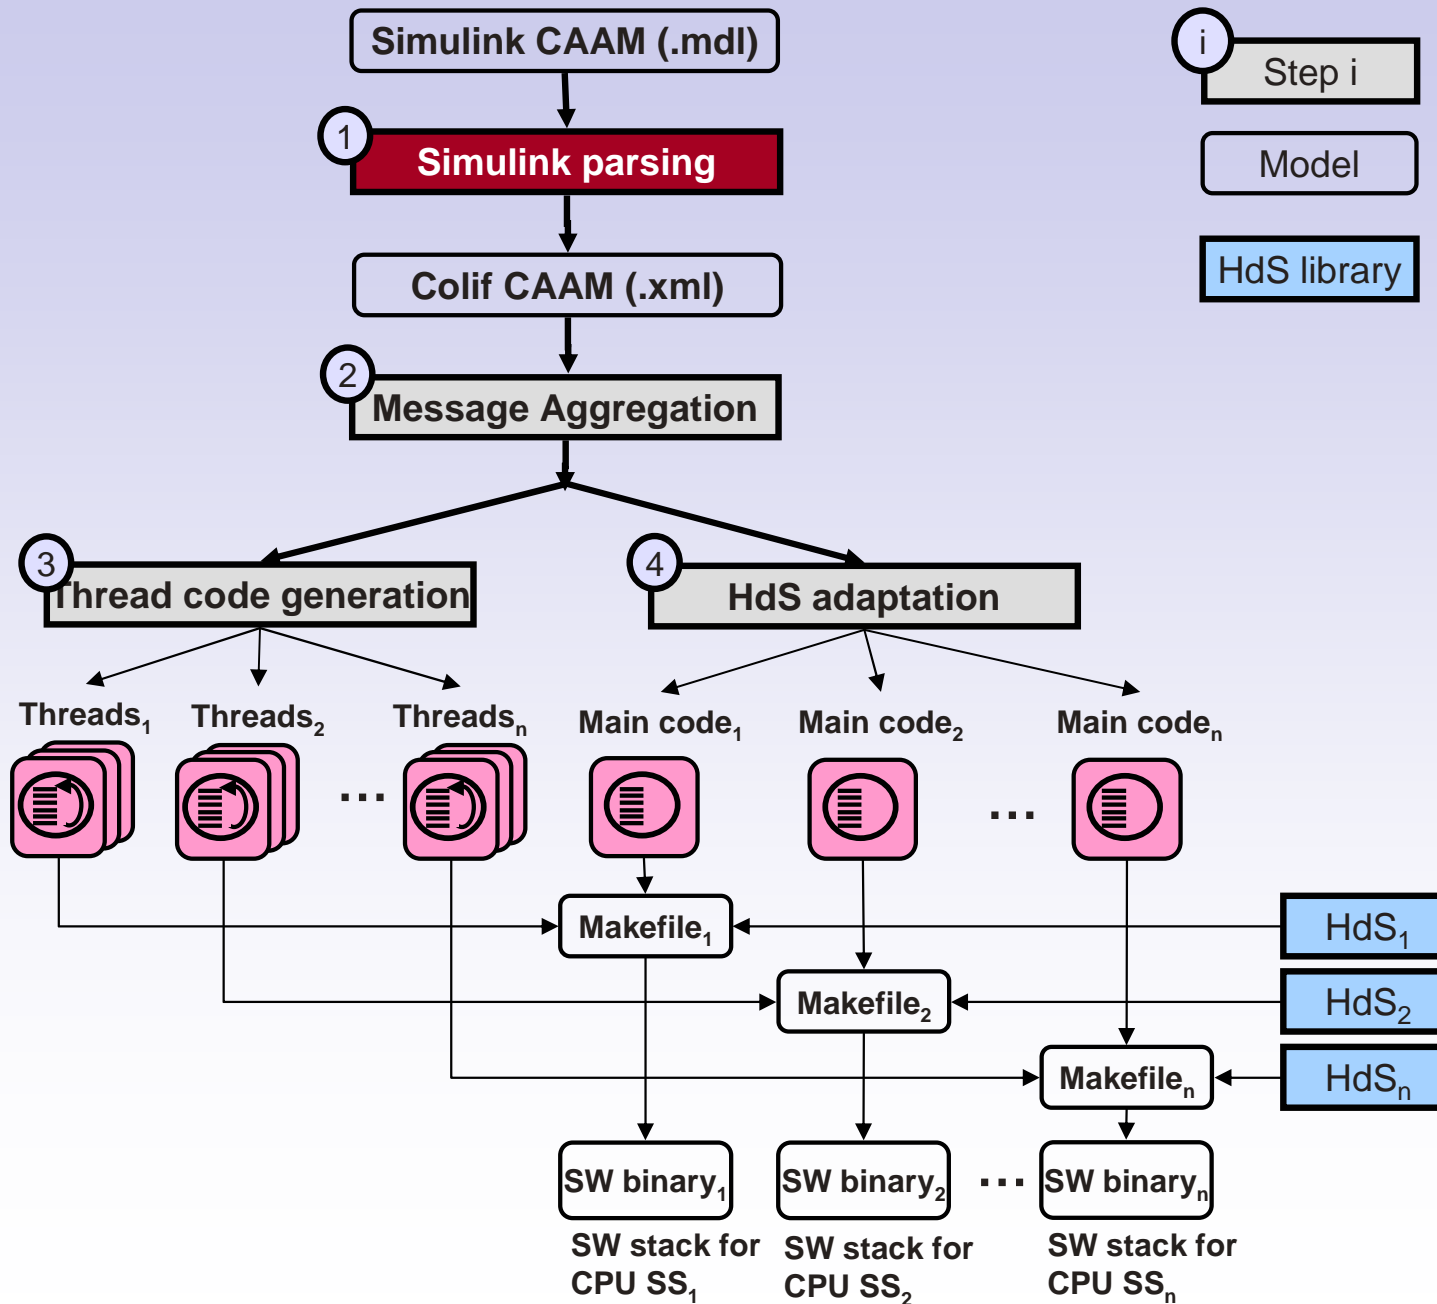 Simulink CAAM (.mdl)
i
Step i
1
Simulink parsing
Model
Colif CAAM (.xml)
HdS library
2
Message Aggregation
3
Thread code generation
4
HdS adaptation
Threads1
Threads2
Threadsn
Main code1
Main code2
Main coden
...
...
Makefile1
HdS1
Makefile2
HdS2
Makefilen
HdSn
SW binary1
SW binary2
...
SW binaryn
SW stack for
CPU SS1
SW stack for
CPU SS2
SW stack for
CPU SSn